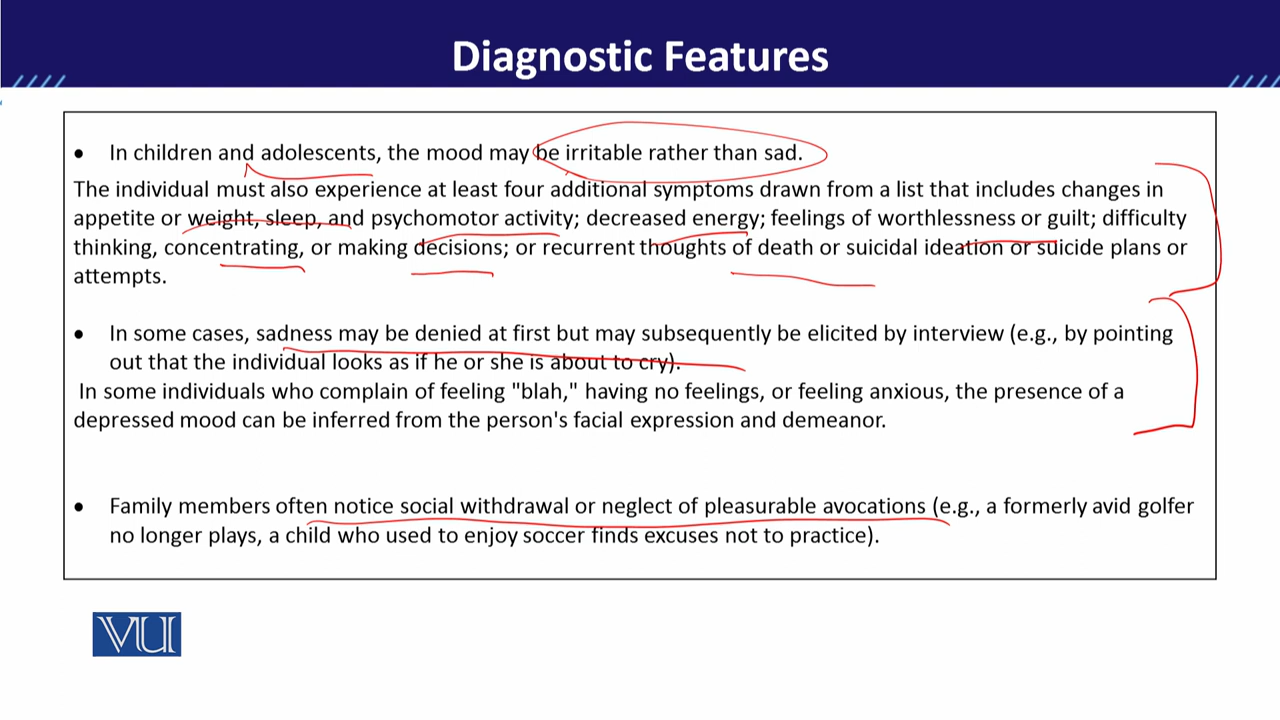 Diagnostic Features
• In children and adolescents, the mood may be irritable rather than sad.
The individual must also experience at least four additional symptoms drawn from a list that includes changes in
appetite or weight, sleep, and psychomotor activity; decreased energy; feelings of worthlessness or guilt; difficulty
thinking, concentrating, or making decisions; or recurrent thoughts of death or suicidal ideation or suicide plans or
attempts.
• In some cases, sadness may be denied at first but may subsequently be elicited by interview (e.g., by pointing
out that the individual looks as if he or she is about to cry).
In some individuals who complain of feeling "blah," having no feelings, or feeling anxious, the presence of a
depressed mood can be inferred from the person's facial expression and demeanor.
• Family members often notice social withdrawal or neglect of pleasurable avocations (e.g., a formerly avid golfer
no longer plays, a child who used to enjoy soccer finds excuses not to practice).
VU